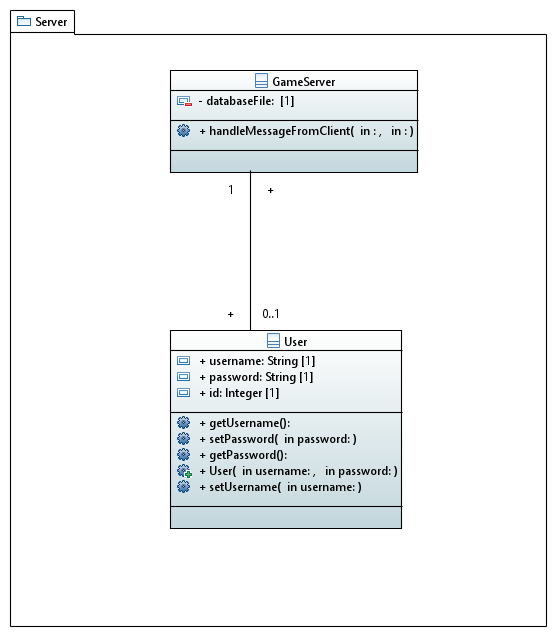 Server
GameServer
- databaseFile:  [1]
+ handleMessageFromClient(  in : ,   in : )
1 +
+ 0..1
User
+ username: String [1]
+ password: String [1]
+ id: Integer [1]
+ getUsername():
+ setPassword(  in password: )
+ getPassword():
+ User(  in username: ,   in password: )
+ setUsername(  in username: )